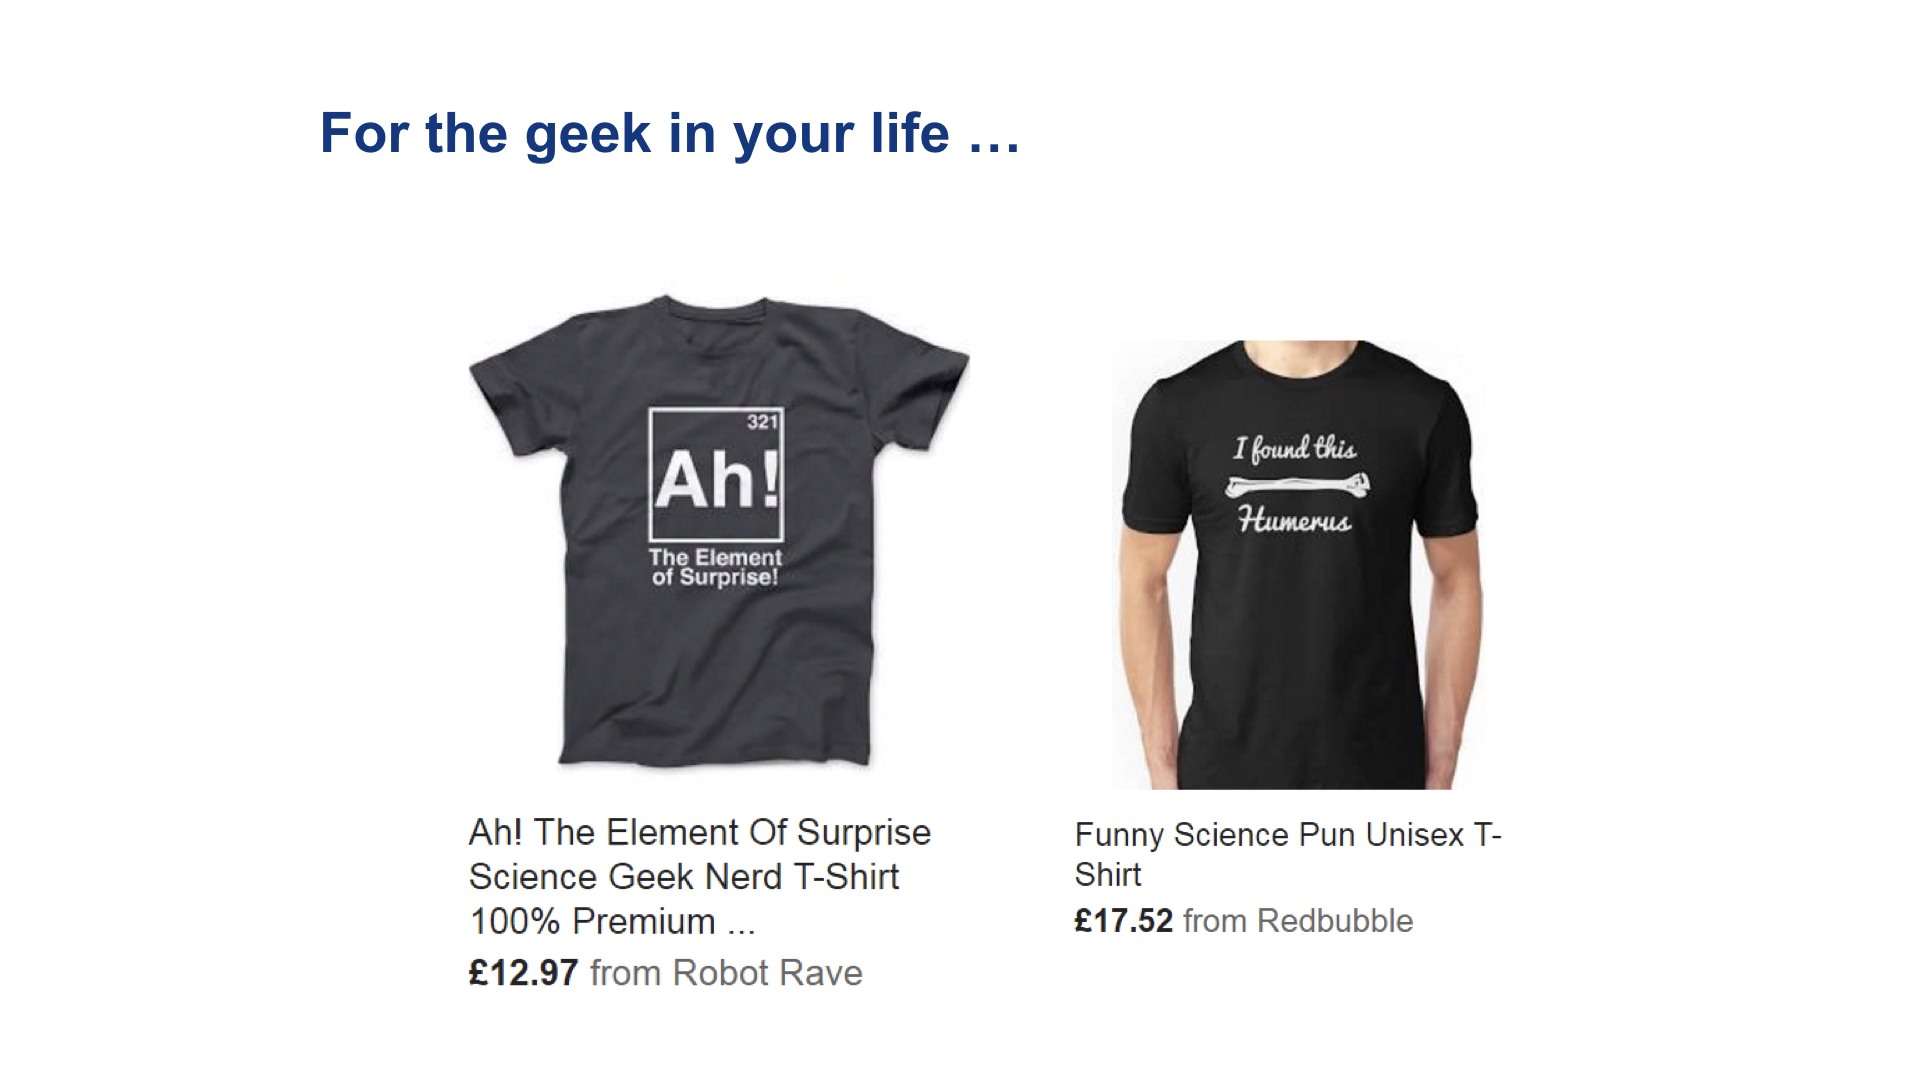 For the geek in your life …
321
Ah!
The Element
of Surprise!
I found this
Humerus
Ah! The Element Of Surprise
Science Geek Nerd T-Shirt
100% Premium ...
£12.97 from Robot Rave
Funny Science Pun Unisex T-
Shirt
£17.52 from Redbubble